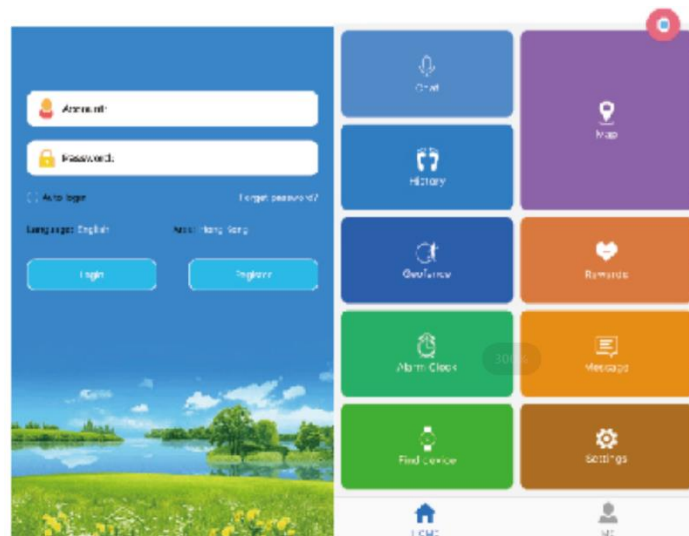 Account:
Password:
Auto login
Forget password?
Language: English
Area: Hong Kong
Login
Register
Chat
Map
History
Geofence
Rewards
300%
Alarm Clock
Message
Find device
Settings
HOME
ME